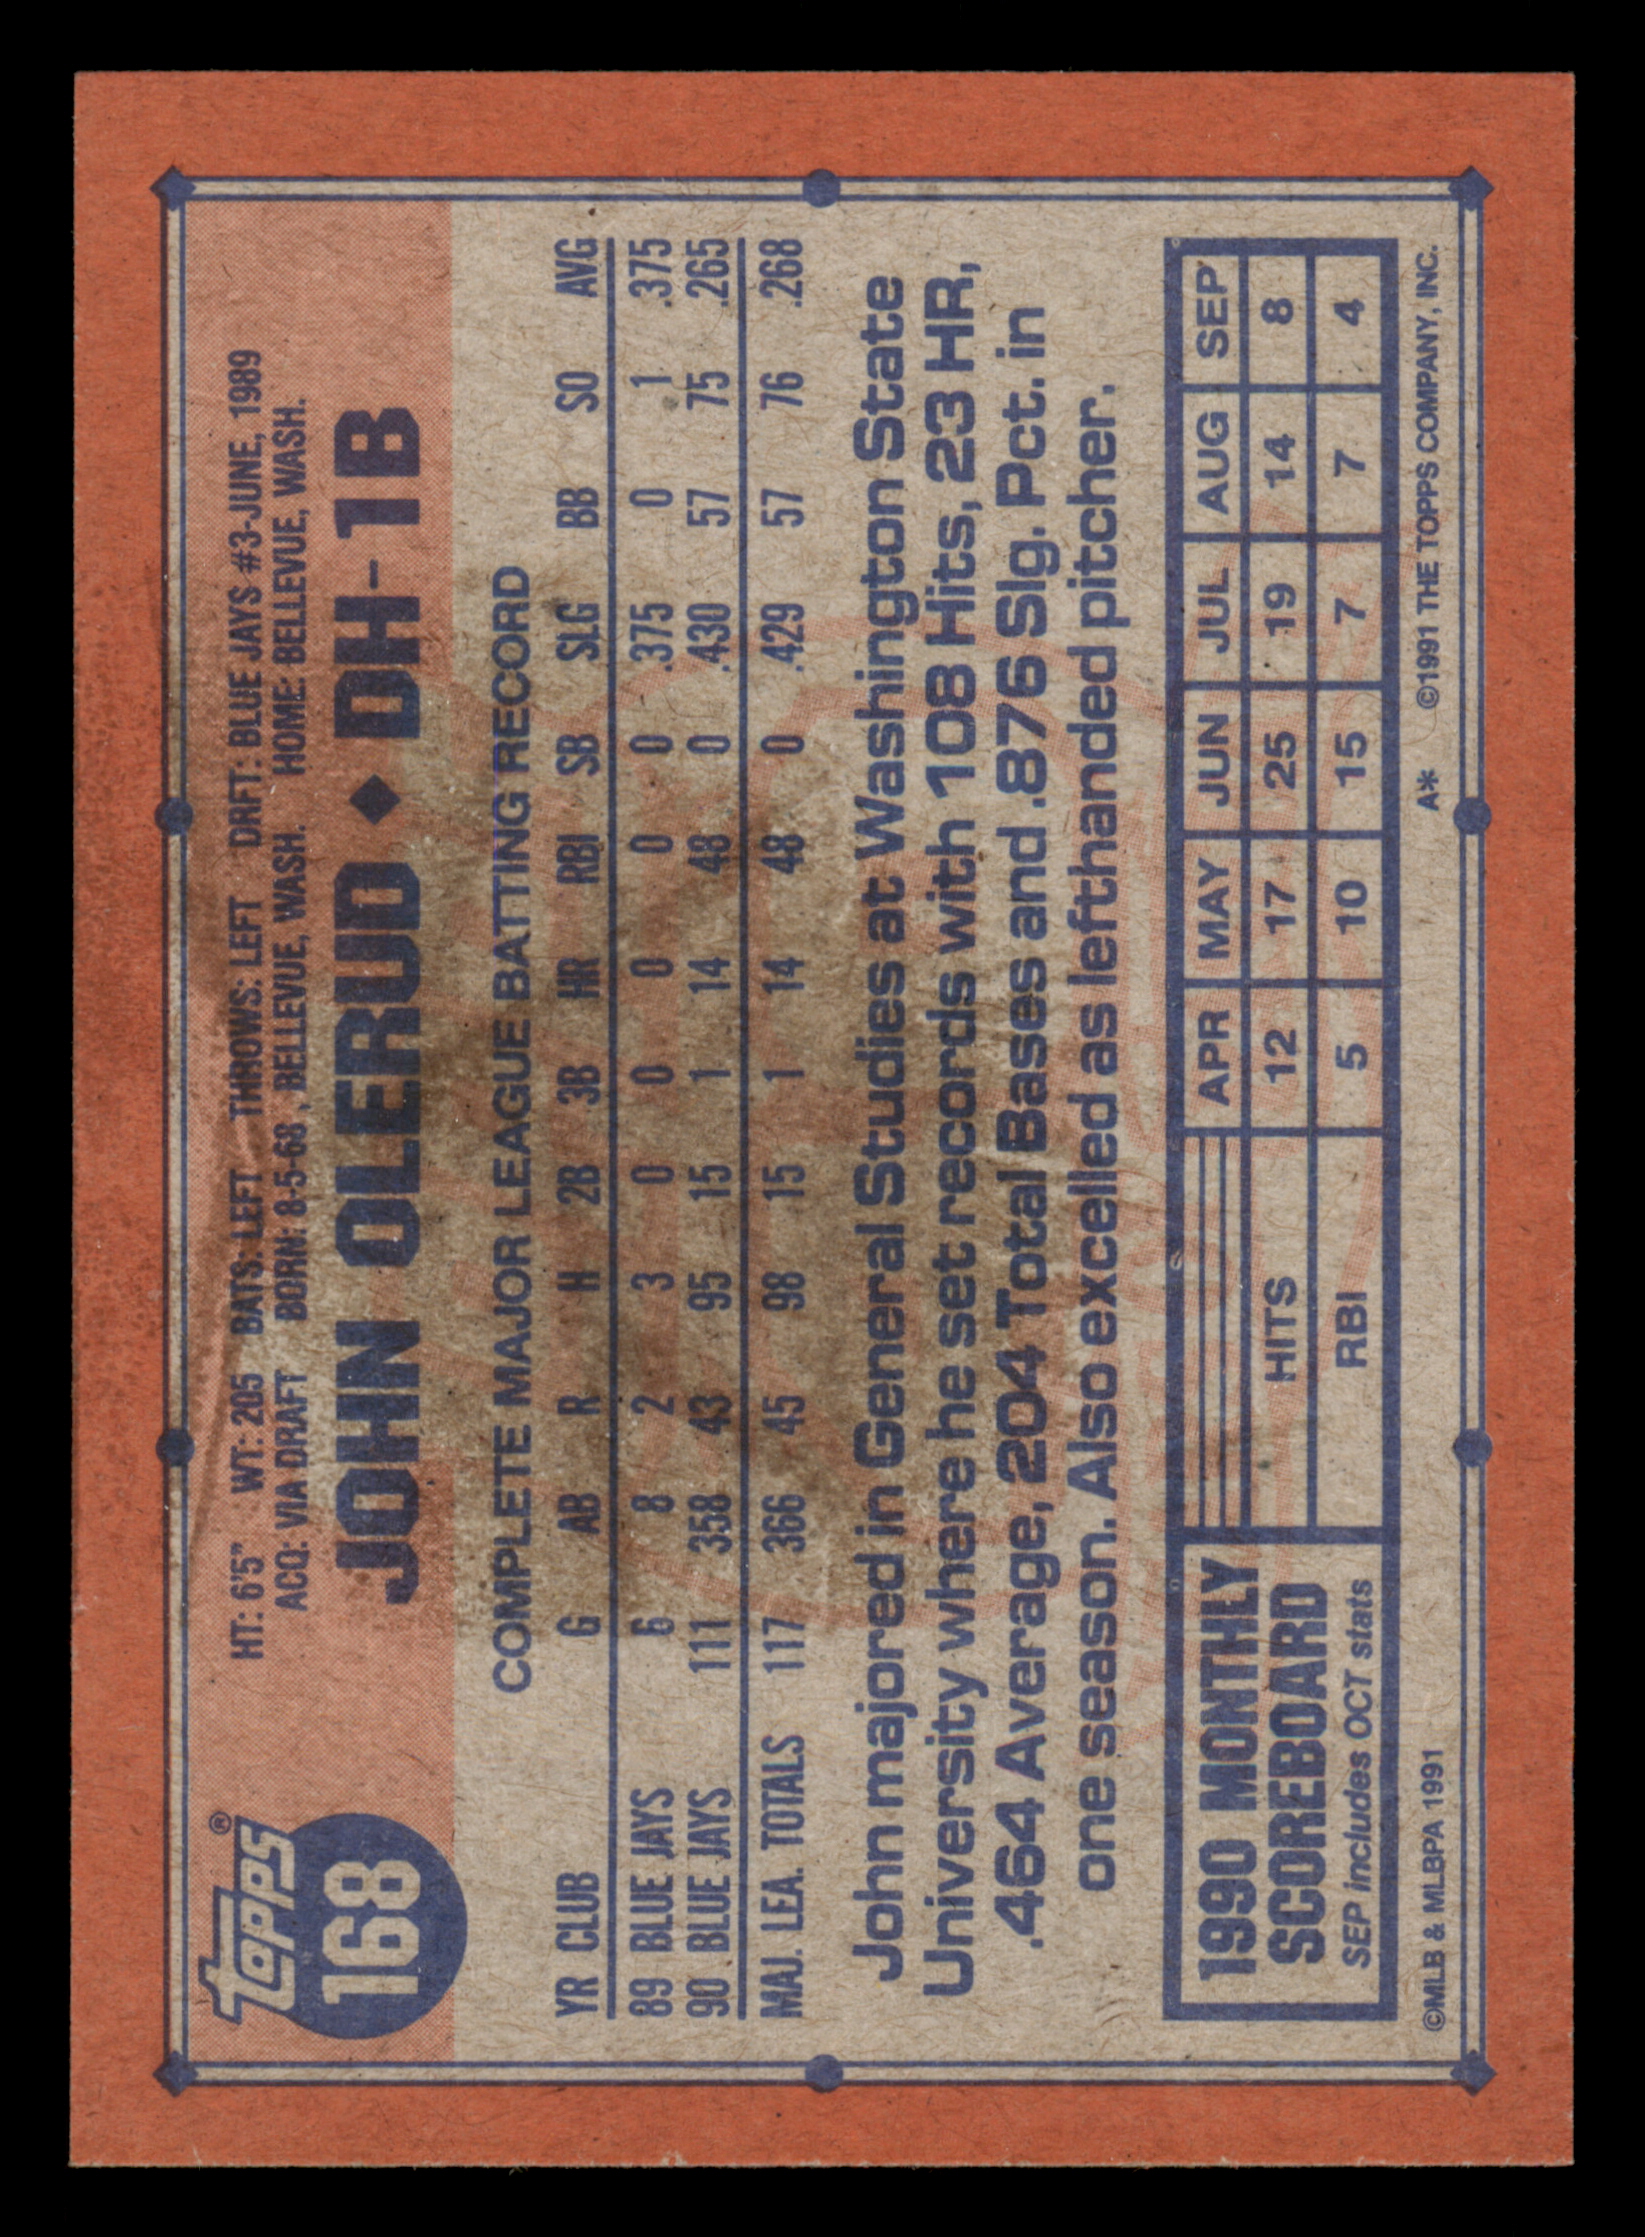 Topps®
168
HT: 6'5" WT: 205 BATS: LEFT THROWS: LEFT DRFT: BLUE JAYS #3-JUNE, 1989
ACQ: VIA DRAFT BORN: 8-5-68, BELLEVUE, WASH. HOME: BELLEVUE, WASH.
JOHN OLERUD ◆ DH-1B
COMPLETE MAJOR LEAGUE BATTING RECORD
YR CLUB G AB R H 2B 3B HR RBI SB SLG BB SO AVG
89 BLUE JAYS 6 8 2 3 0 0 0 0 0 .375 0 1 .375
90 BLUE JAYS 111 358 43 95 15 1 14 48 0 .430 57 75 .265
MAJ. LEA. TOTALS 117 366 45 98 15 1 14 48 0 .429 57 76 .268
John majored in General Studies at Washington State
University where he set records with 108 Hits, 23 HR,
.464 Average, 204 Total Bases and .876 Slg. Pct. in
one season. Also excelled as lefthanded pitcher.
1990 MONTHLY
SCOREBOARD
SEP includes OCT stats
APR MAY JUN JUL AUG SEP
HITS 12 17 25 19 14 8
RBI 5 10 15 7 7 4
©MLB & MLBPA 1991 A* ©1991 THE TOPPS COMPANY, INC.